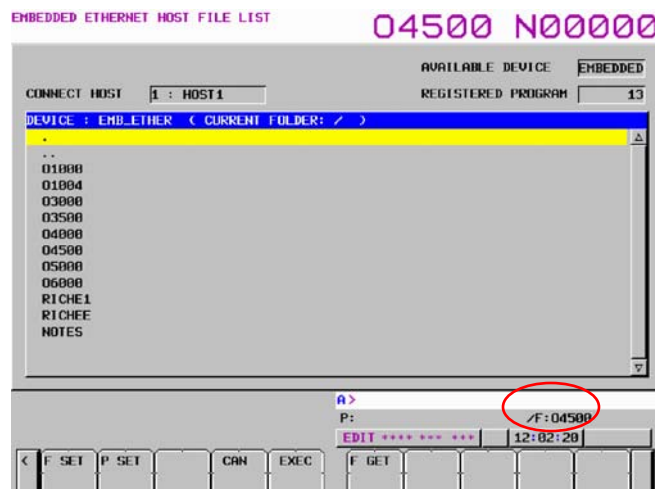 EMBEDDED ETHERNET HOST FILE LIST
O4500 N00000
AVAILABLE DEVICE EMBEDDED
CONNECT HOST 1 : HOST1
REGISTERED PROGRAM 13
DEVICE : EMB_ETHER ( CURRENT FOLDER: / )
.
..
O1000
O1004
O3000
O3500
O4000
O4500
O5000
O6000
RICHE1
RICHEE
NOTES
A>
P: /F:O4500
EDIT **** *** *** 12:02:20
< F SET P SET CAN EXEC F GET